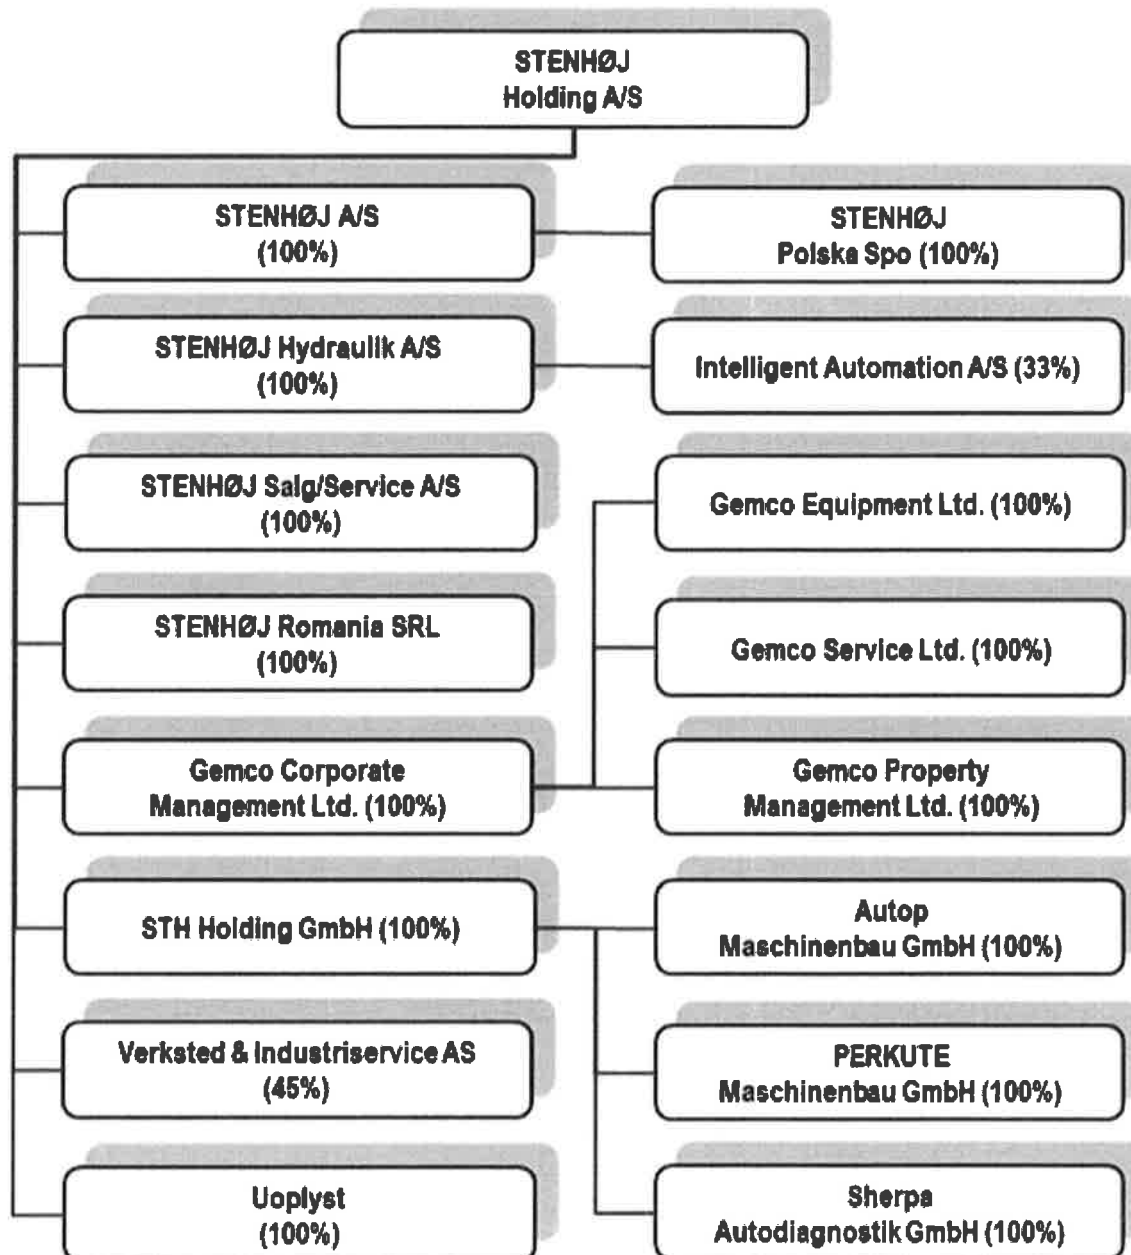 STENHØJ
Holding A/S
STENHØJ A/S
(100%)
STENHØJ
Polska Spo (100%)
STENHØJ Hydraulik A/S
(100%)
Intelligent Automation A/S (33%)
STENHØJ Salg/Service A/S
(100%)
Gemco Equipment Ltd. (100%)
STENHØJ Romania SRL
(100%)
Gemco Service Ltd. (100%)
Gemco Corporate
Management Ltd. (100%)
Gemco Property
Management Ltd. (100%)
STH Holding GmbH (100%)
Autop
Maschinenbau GmbH (100%)
Verksted & Industriservice AS
(45%)
PERKUTE
Maschinenbau GmbH (100%)
Uoplyst
(100%)
Sherpa
Autodiagnostik GmbH (100%)